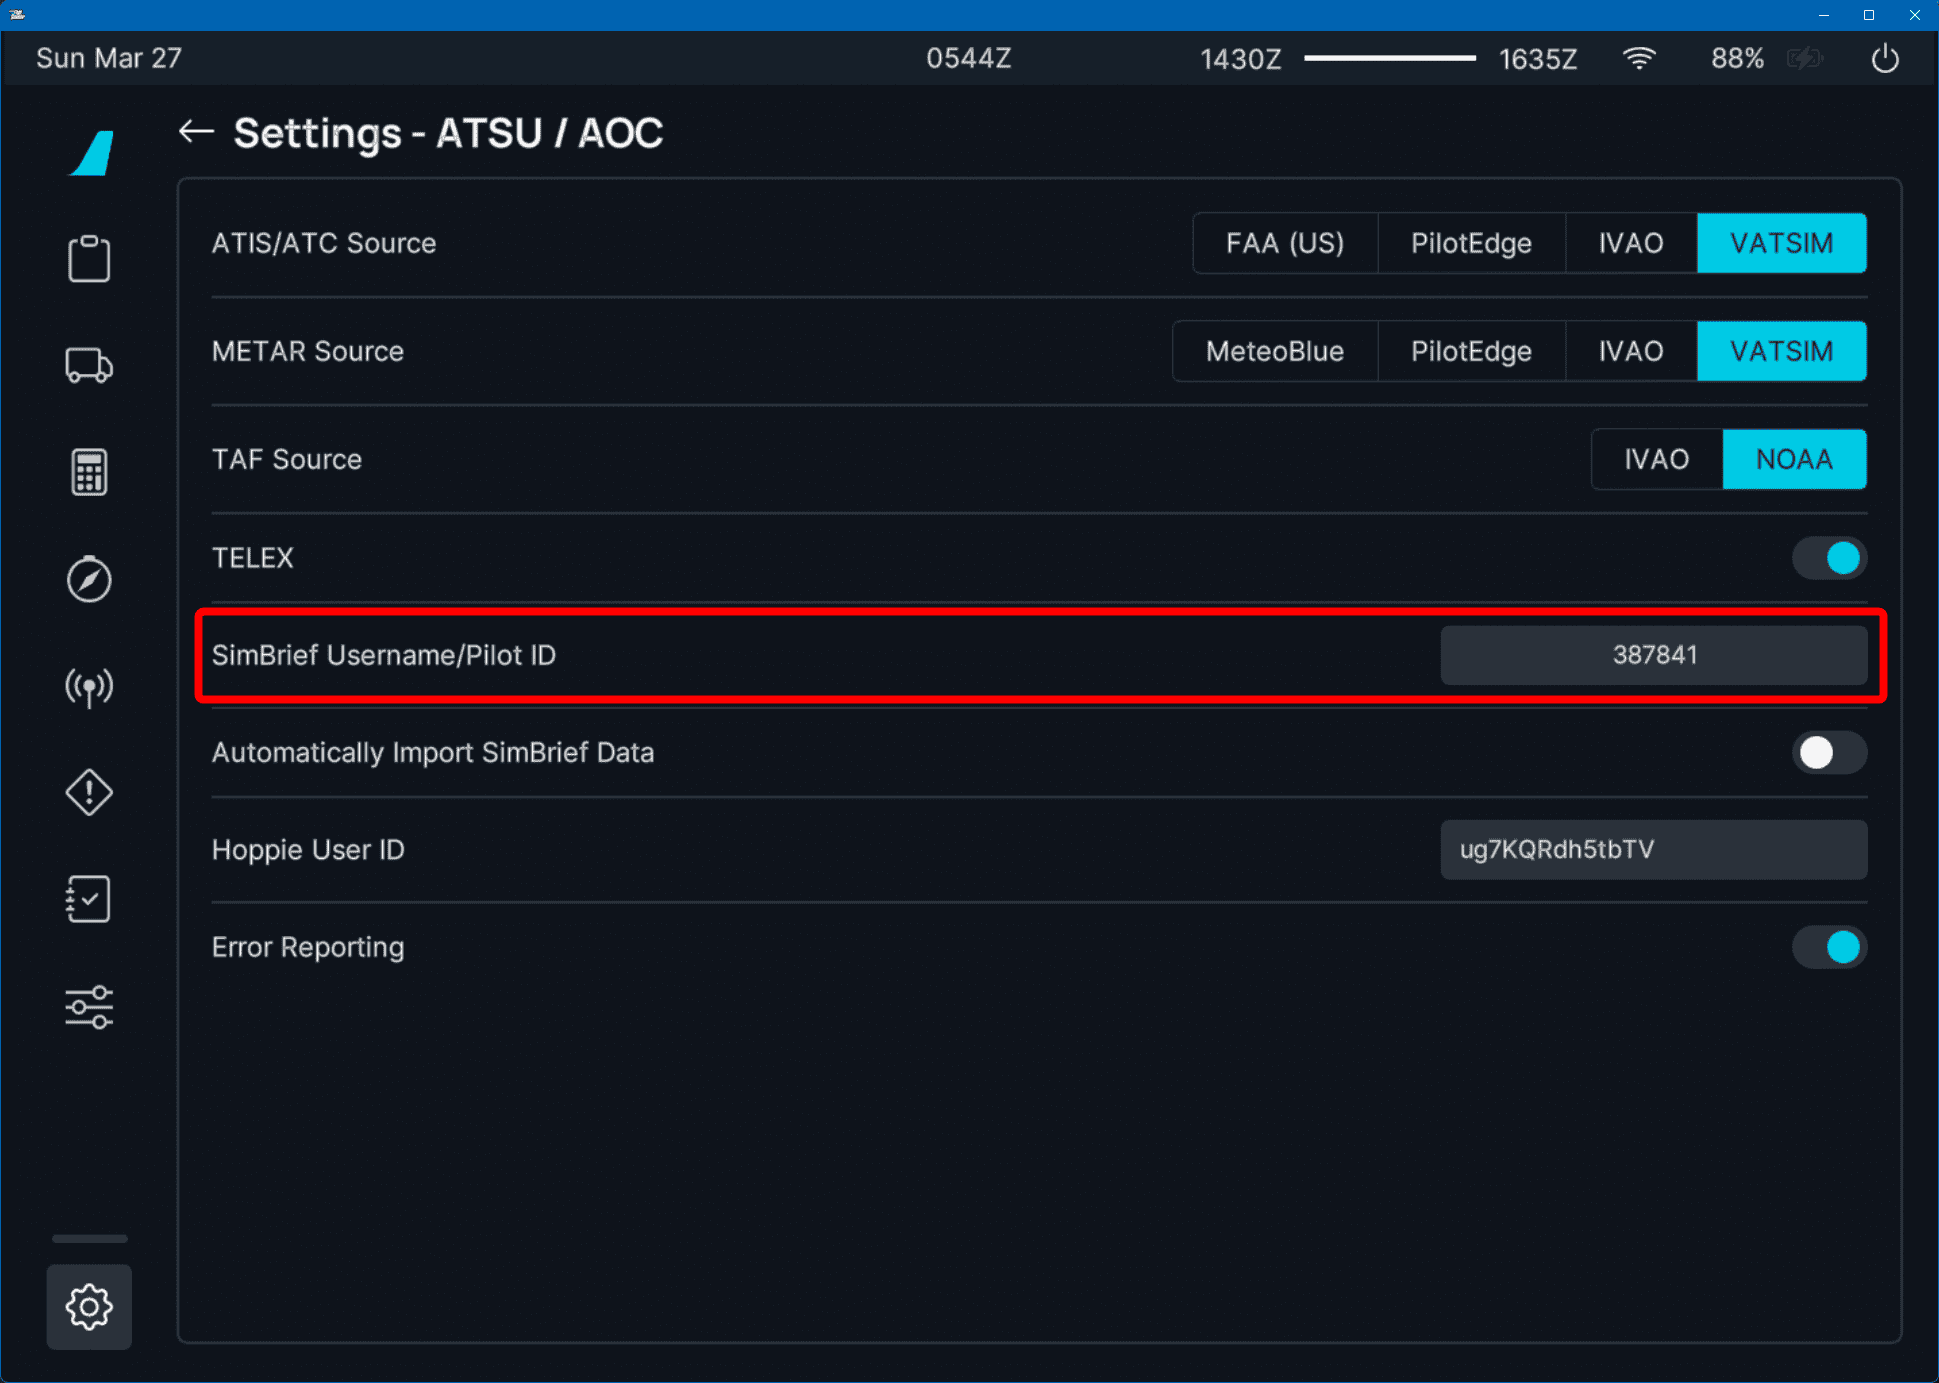 Sun Mar 27 0544Z 1430Z 1635Z 88%
Settings - ATSU / AOC
ATIS/ATC Source FAA (US) PilotEdge IVAO VATSIM
METAR Source MeteoBlue PilotEdge IVAO VATSIM
TAF Source IVAO NOAA
TELEX
SimBrief Username/Pilot ID 387841
Automatically Import SimBrief Data
Hoppie User ID ug7KQRdh5tbTV
Error Reporting